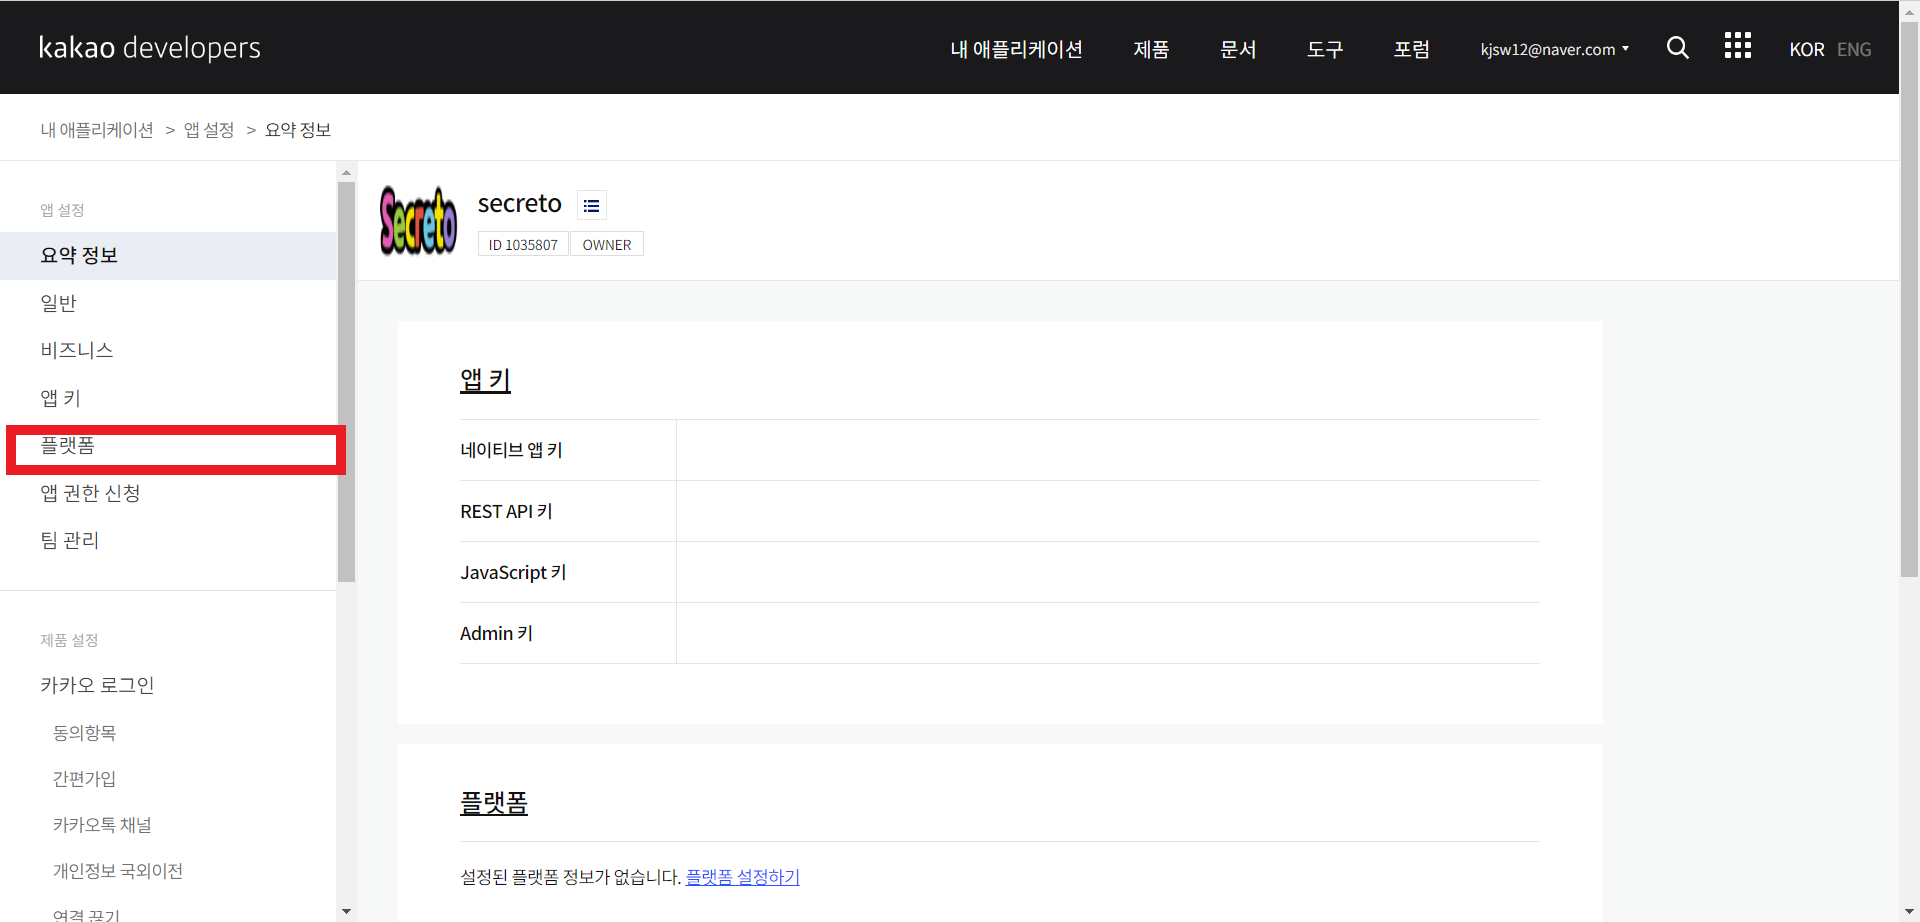 kakao developers
내 애플리케이션 제품 문서 도구 포럼 kjsw12@naver.com KOR ENG
내 애플리케이션 > 앱 설정 > 요약 정보
앱 설정
요약 정보
일반
비즈니스
앱 키
플랫폼
앱 권한 신청
팀 관리
제품 설정
카카오 로그인
동의항목
간편가입
카카오톡 채널
개인정보 국외이전
연결 끊기
Secreto
secreto
ID 1035807 OWNER
앱 키
네이티브 앱 키
REST API 키
JavaScript 키
Admin 키
플랫폼
설정된 플랫폼 정보가 없습니다. 플랫폼 설정하기